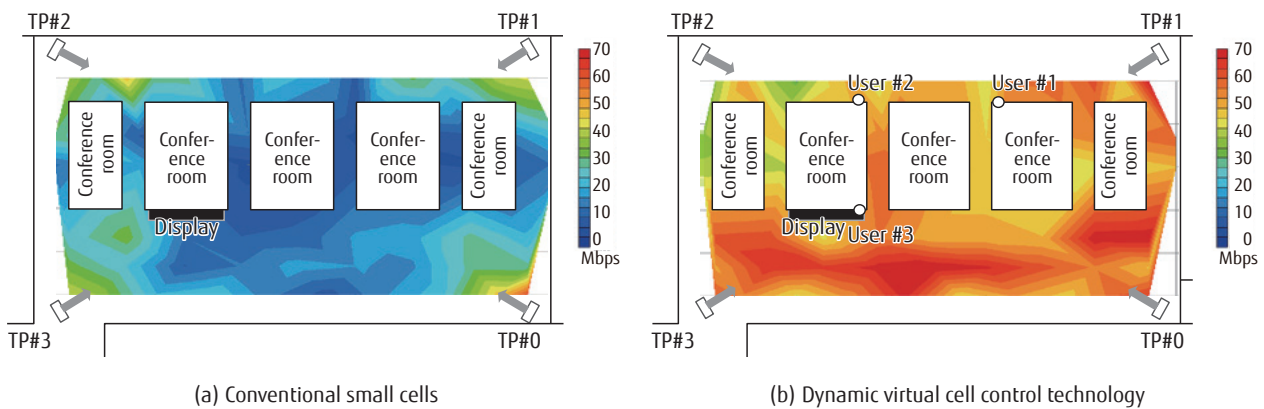 TP#2
TP#1
Conference
room
Confer-
ence
room
Confer-
ence
room
Confer-
ence
room
Conference
room
Display
TP#3
TP#0
70
60
50
40
30
20
10
0
Mbps
(a) Conventional small cells
TP#2
TP#1
User #2
User #1
Conference
room
Confer-
ence
room
Confer-
ence
room
Confer-
ence
room
Conference
room
Display
User #3
TP#3
TP#0
70
60
50
40
30
20
10
0
Mbps
(b) Dynamic virtual cell control technology